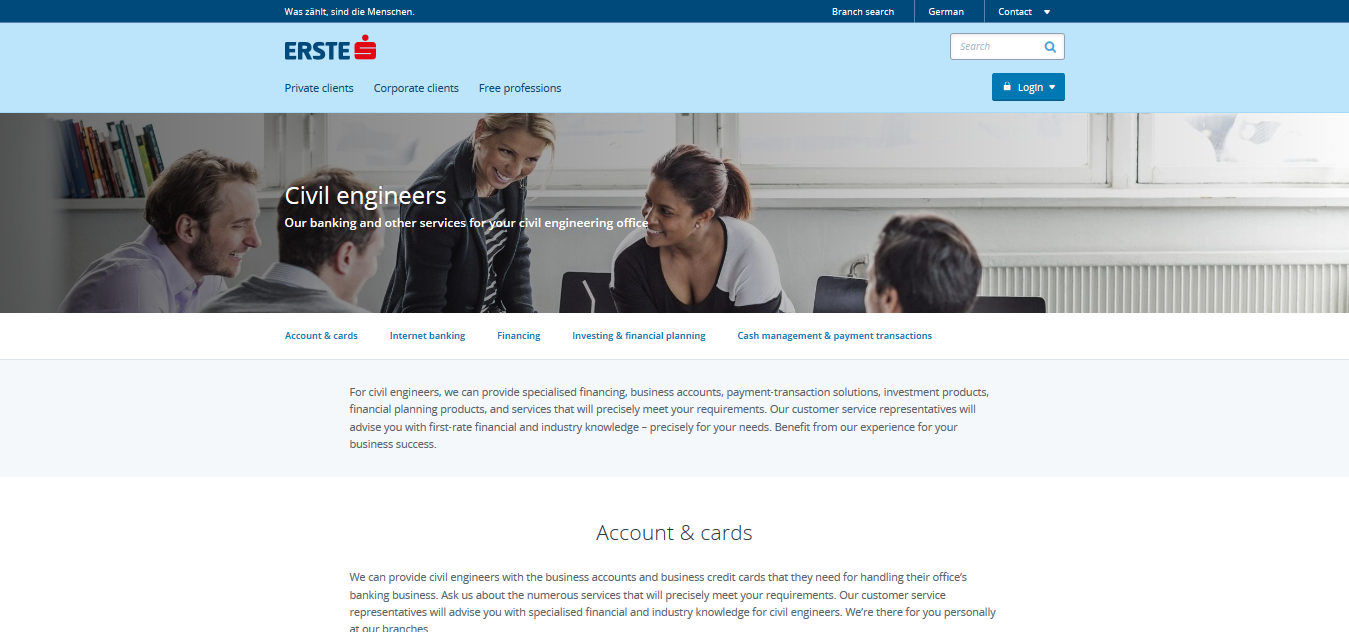 Was zählt, sind die Menschen.
Branch search
German
Contact
ERSTE
Search
Private clients
Corporate clients
Free professions
Login
Civil engineers
Our banking and other services for your civil engineering office
Account & cards
Internet banking
Financing
Investing & financial planning
Cash management & payment transactions
For civil engineers, we can provide specialised financing, business accounts, payment-transaction solutions, investment products,
financial planning products, and services that will precisely meet your requirements. Our customer service representatives will
advise you with first-rate financial and industry knowledge – precisely for your needs. Benefit from our experience for your
business success.
Account & cards
We can provide civil engineers with the business accounts and business credit cards that they need for handling their office's
banking business. Ask us about the numerous services that will precisely meet your requirements. Our customer service
representatives will advise you with specialised financial and industry knowledge for civil engineers. We're there for you personally
at our branches